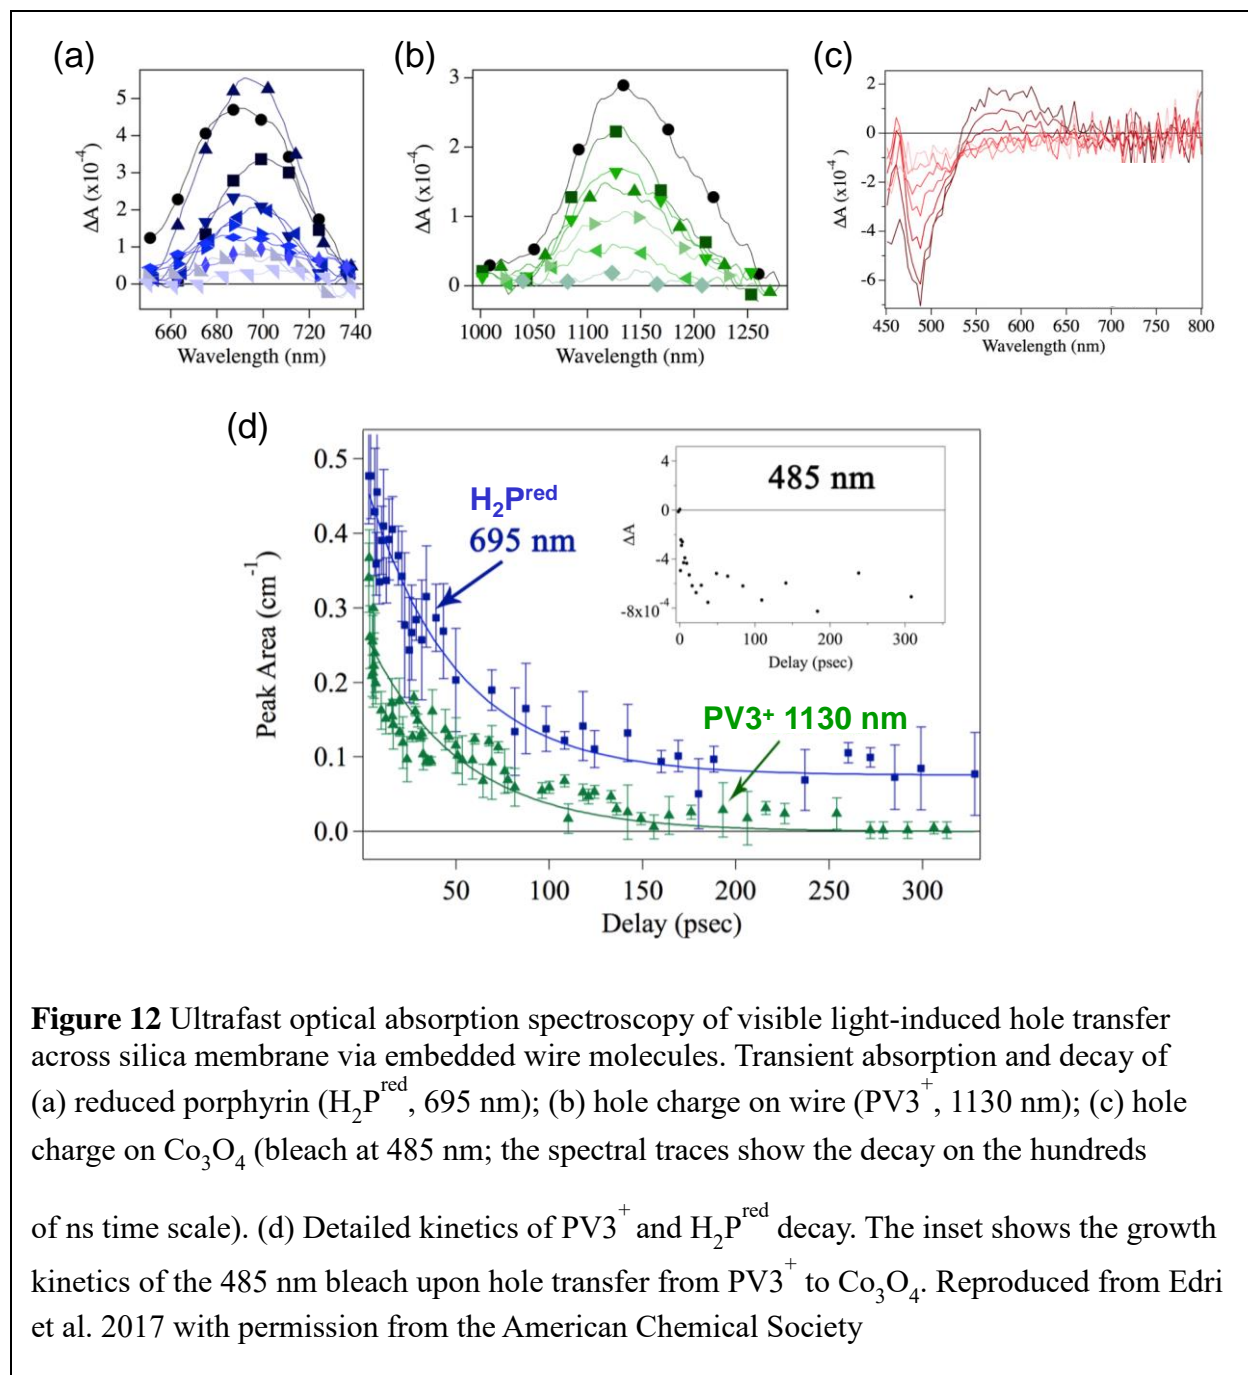 (a)
(b)
(c)
5
4
3
2
1
0
ΔA (x10⁻⁴)
660 680 700 720 740
Wavelength (nm)
3
2
1
0
ΔA (x10⁻⁴)
1000 1050 1100 1150 1200 1250
Wavelength (nm)
2
0
-2
-4
-6
ΔA (x10⁻⁴)
450 500 550 600 650 700 750 800
Wavelength (nm)
(d)
0.5
0.4
0.3
0.2
0.1
0.0
Peak Area (cm⁻¹)
H₂Pʳᵉᵈ
695 nm
485 nm
4
0
-4
-8x10⁻⁴
ΔA
0 100 200 300
Delay (psec)
PV3⁺ 1130 nm
50 100 150 200 250 300
Delay (psec)
Figure 12 Ultrafast optical absorption spectroscopy of visible light-induced hole transfer
across silica membrane via embedded wire molecules. Transient absorption and decay of
(a) reduced porphyrin (H₂Pʳᵉᵈ, 695 nm); (b) hole charge on wire (PV3⁺, 1130 nm); (c) hole
charge on Co₃O₄ (bleach at 485 nm; the spectral traces show the decay on the hundreds
of ns time scale). (d) Detailed kinetics of PV3⁺ and H₂Pʳᵉᵈ decay. The inset shows the growth
kinetics of the 485 nm bleach upon hole transfer from PV3⁺ to Co₃O₄. Reproduced from Edri
et al. 2017 with permission from the American Chemical Society